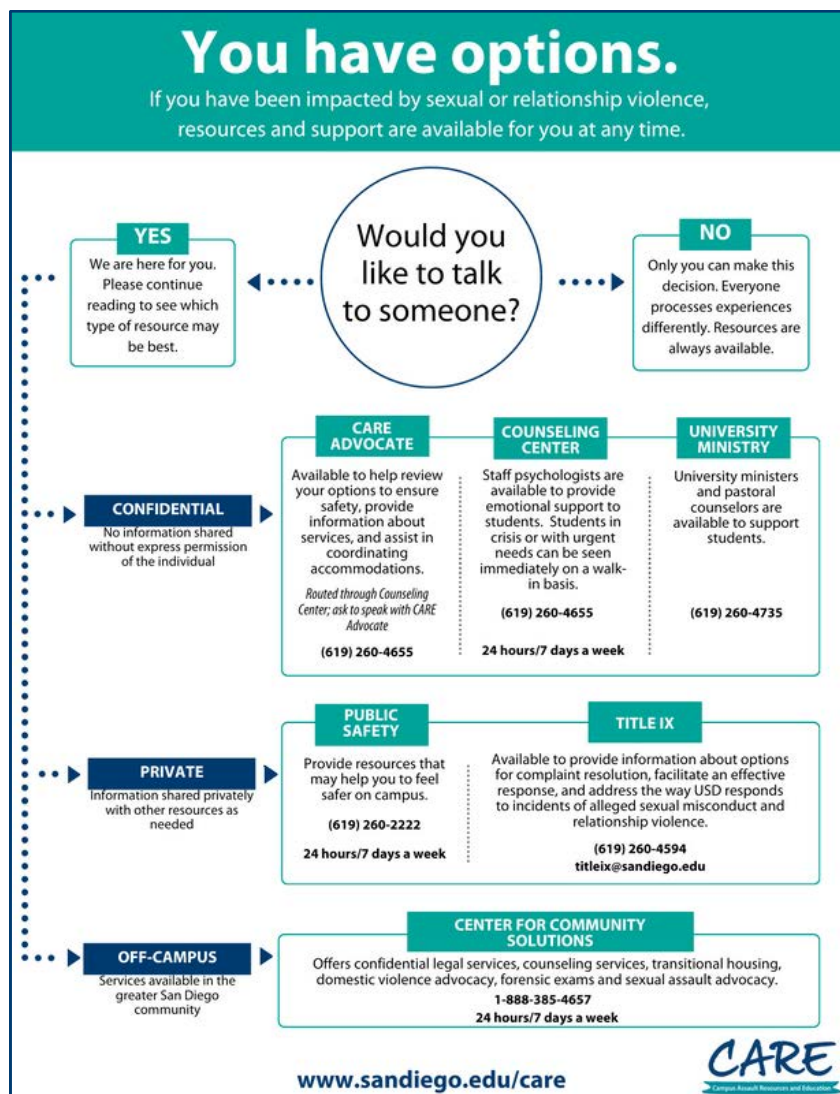 You have options.
If you have been impacted by sexual or relationship violence,
resources and support are available for you at any time.
Would you
like to talk
to someone?
YES
We are here for you.
Please continue
reading to see which
type of resource may
be best.
NO
Only you can make this
decision. Everyone
processes experiences
differently. Resources are
always available.
CONFIDENTIAL
No information shared
without express permission
of the individual
CARE
ADVOCATE
Available to help review
your options to ensure
safety, provide
information about
services, and assist in
coordinating
accommodations.
Routed through Counseling
Center; ask to speak with CARE
Advocate
(619) 260-4655
COUNSELING
CENTER
Staff psychologists are
available to provide
emotional support to
students. Students in
crisis or with urgent
needs can be seen
immediately on a walk-
in basis.
(619) 260-4655
24 hours/7 days a week
UNIVERSITY
MINISTRY
University ministers
and pastoral
counselors are
available to support
students.
(619) 260-4735
PRIVATE
Information shared privately
with other resources as
needed
PUBLIC
SAFETY
Provide resources that
may help you to feel
safer on campus.
(619) 260-2222
24 hours/7 days a week
TITLE IX
Available to provide information about options
for complaint resolution, facilitate an effective
response, and address the way USD responds
to incidents of alleged sexual misconduct and
relationship violence.
(619) 260-4594
titleix@sandiego.edu
OFF-CAMPUS
Services available in the
greater San Diego
community
CENTER FOR COMMUNITY
SOLUTIONS
Offers confidential legal services, counseling services, transitional housing,
domestic violence advocacy, forensic exams and sexual assault advocacy.
1-888-385-4657
24 hours/7 days a week
www.sandiego.edu/care
CARE
Campus Assault Resources and Education